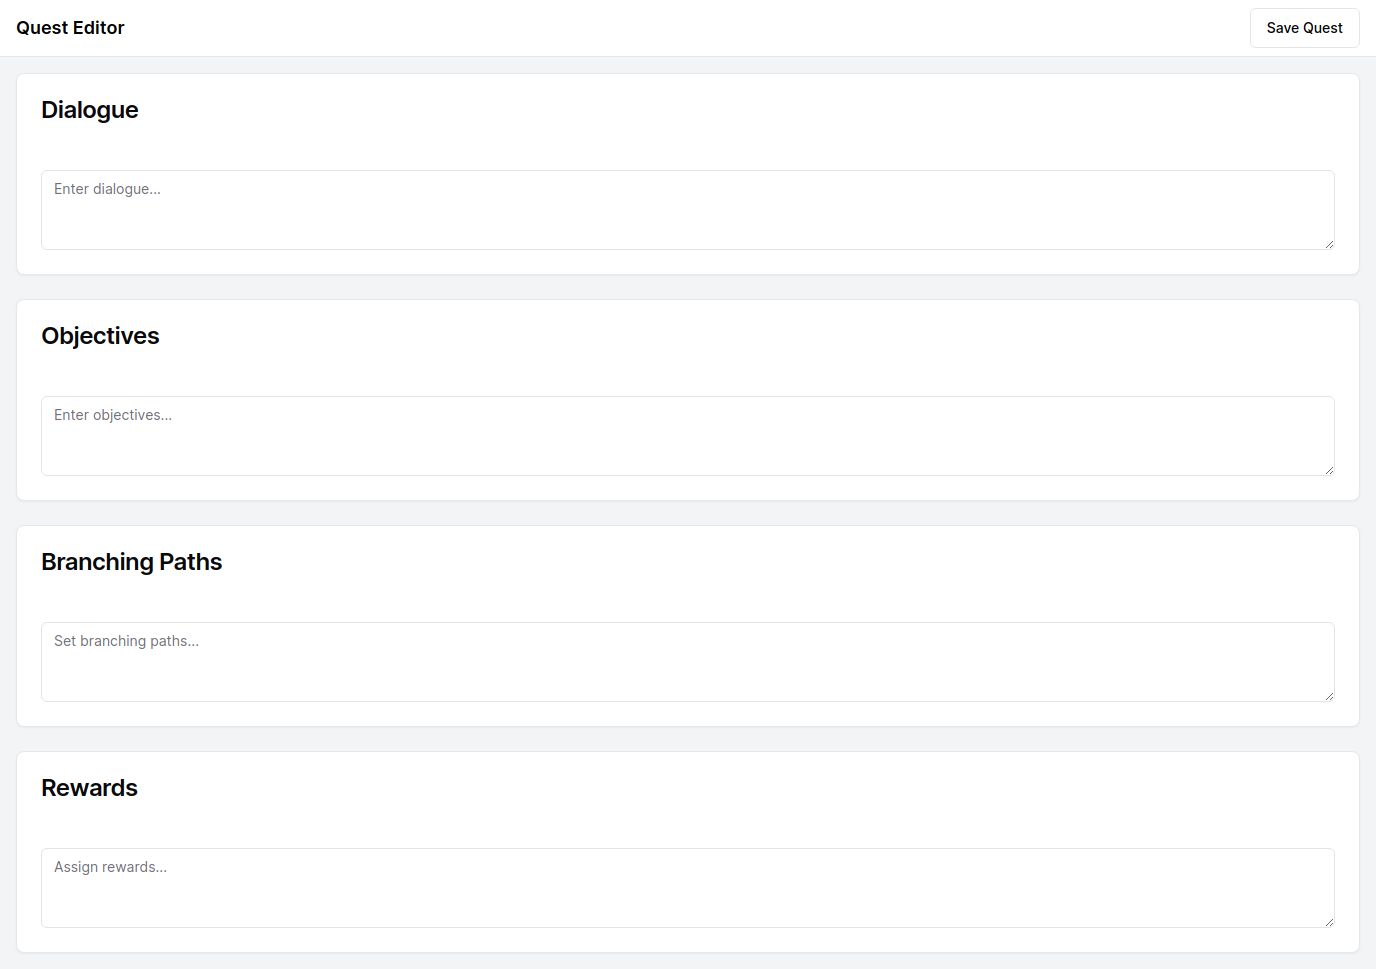 Quest Editor
Save Quest
Dialogue
Enter dialogue...
Objectives
Enter objectives...
Branching Paths
Set branching paths...
Rewards
Assign rewards...